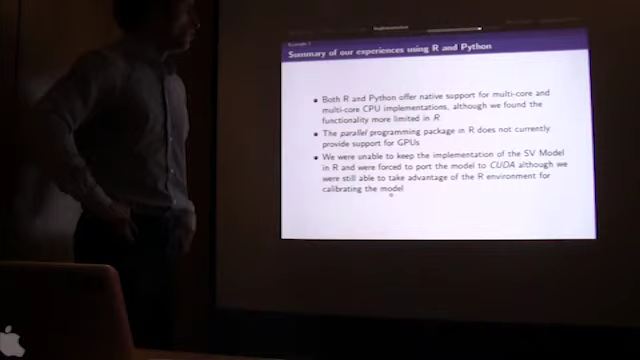 Implementation
Example 2
Summary of our experiences using R and Python
Both R and Python offer native support for multi-core and
multi-core CPU implementations, although we found the
functionality more limited in R
The parallel programming package in R does not currently
provide support for GPUs
We were unable to keep the implementation of the SV Model
in R and were forced to port the model to CUDA although we
were still able to take advantage of the R environment for
calibrating the model